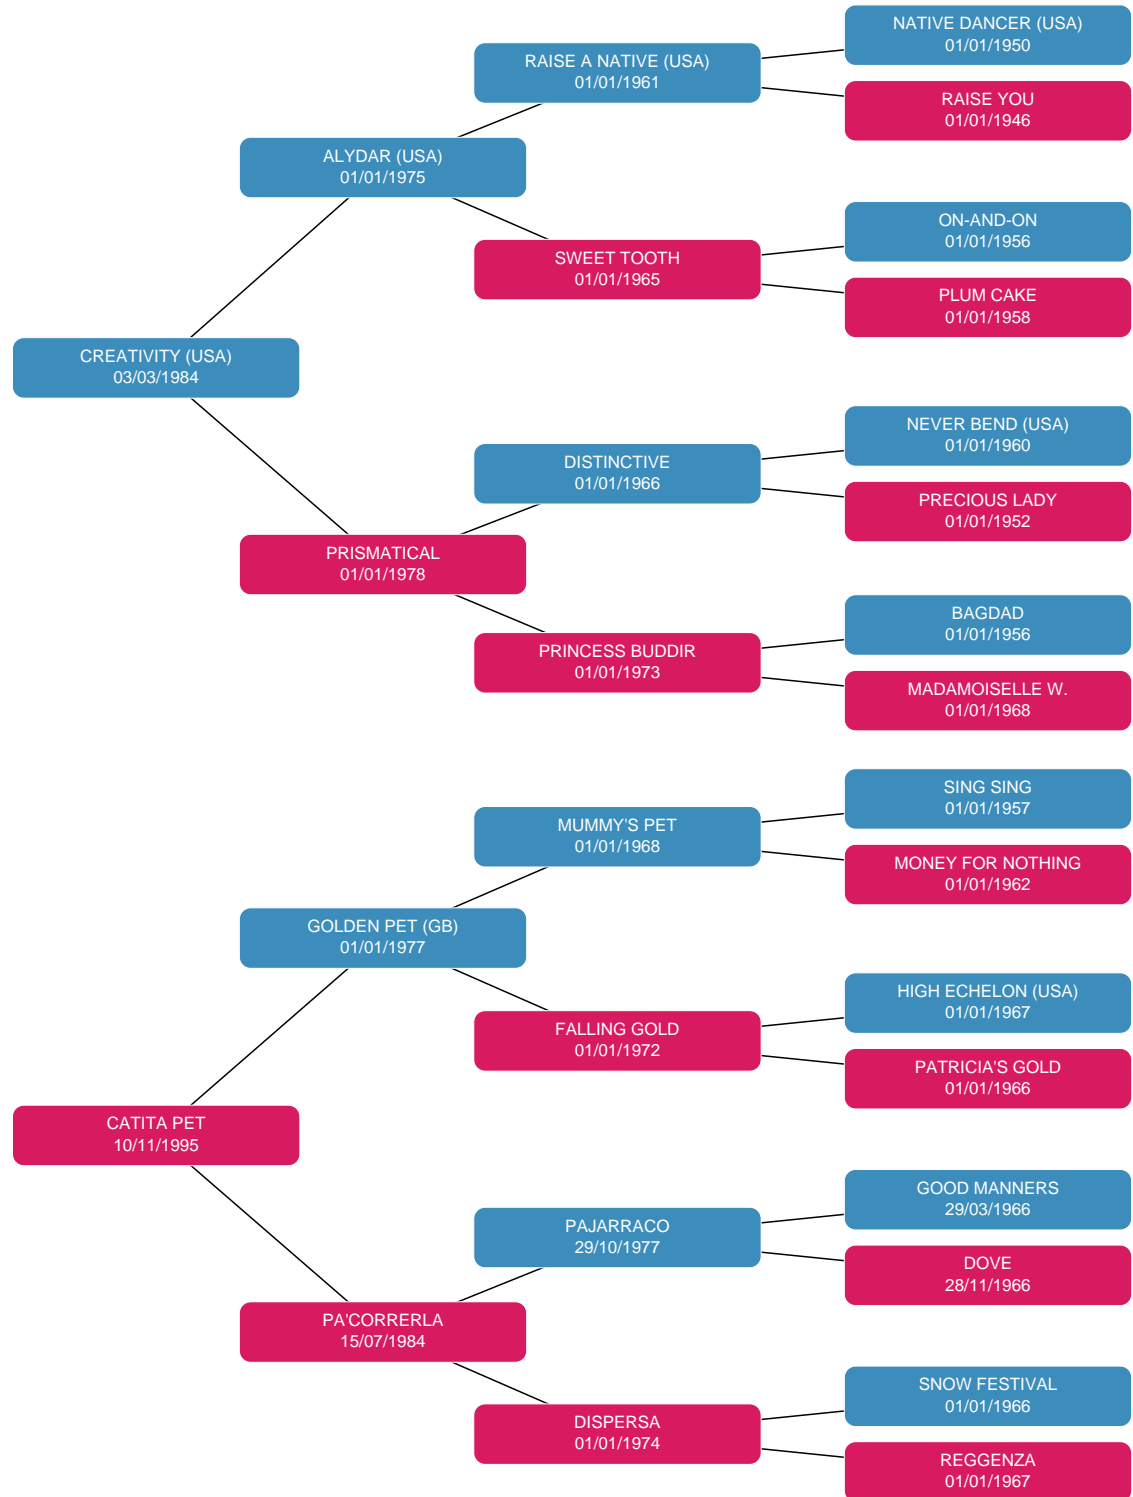 NATIVE DANCER (USA)
01/01/1950
RAISE A NATIVE (USA)
01/01/1961
RAISE YOU
01/01/1946
ALYDAR (USA)
01/01/1975
ON-AND-ON
01/01/1956
SWEET TOOTH
01/01/1965
PLUM CAKE
01/01/1958
CREATIVITY (USA)
03/03/1984
NEVER BEND (USA)
01/01/1960
DISTINCTIVE
01/01/1966
PRECIOUS LADY
01/01/1952
PRISMATICAL
01/01/1978
BAGDAD
01/01/1956
PRINCESS BUDDIR
01/01/1973
MADAMOISELLE W.
01/01/1968
SING SING
01/01/1957
MUMMY'S PET
01/01/1968
MONEY FOR NOTHING
01/01/1962
GOLDEN PET (GB)
01/01/1977
HIGH ECHELON (USA)
01/01/1967
FALLING GOLD
01/01/1972
PATRICIA'S GOLD
01/01/1966
CATITA PET
10/11/1995
GOOD MANNERS
29/03/1966
PAJARRACO
29/10/1977
DOVE
28/11/1966
PA'CORRERLA
15/07/1984
SNOW FESTIVAL
01/01/1966
DISPERSA
01/01/1974
REGGENZA
01/01/1967